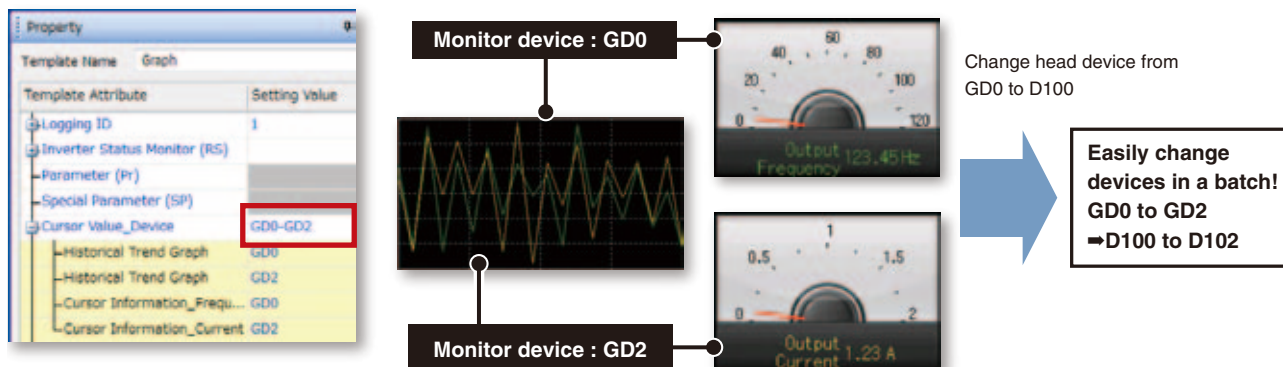 Property
Template Name Graph
Template Attribute Setting Value
Logging ID 1
Inverter Status Monitor (RS)
Parameter (Pr)
Special Parameter (SP)
Cursor Value_Device GD0-GD2
Historical Trend Graph GD0
Historical Trend Graph GD2
Cursor Information_Frequ... GD0
Cursor Information_Current GD2
Monitor device : GD0
Monitor device : GD2
0 20 40 60 80 100 120
Output
Frequency 123.45Hz
0 0.5 1 1.5 2
Output
Current 1.23 A
Change head device from
GD0 to D100
Easily change
devices in a batch!
GD0 to GD2
➡D100 to D102